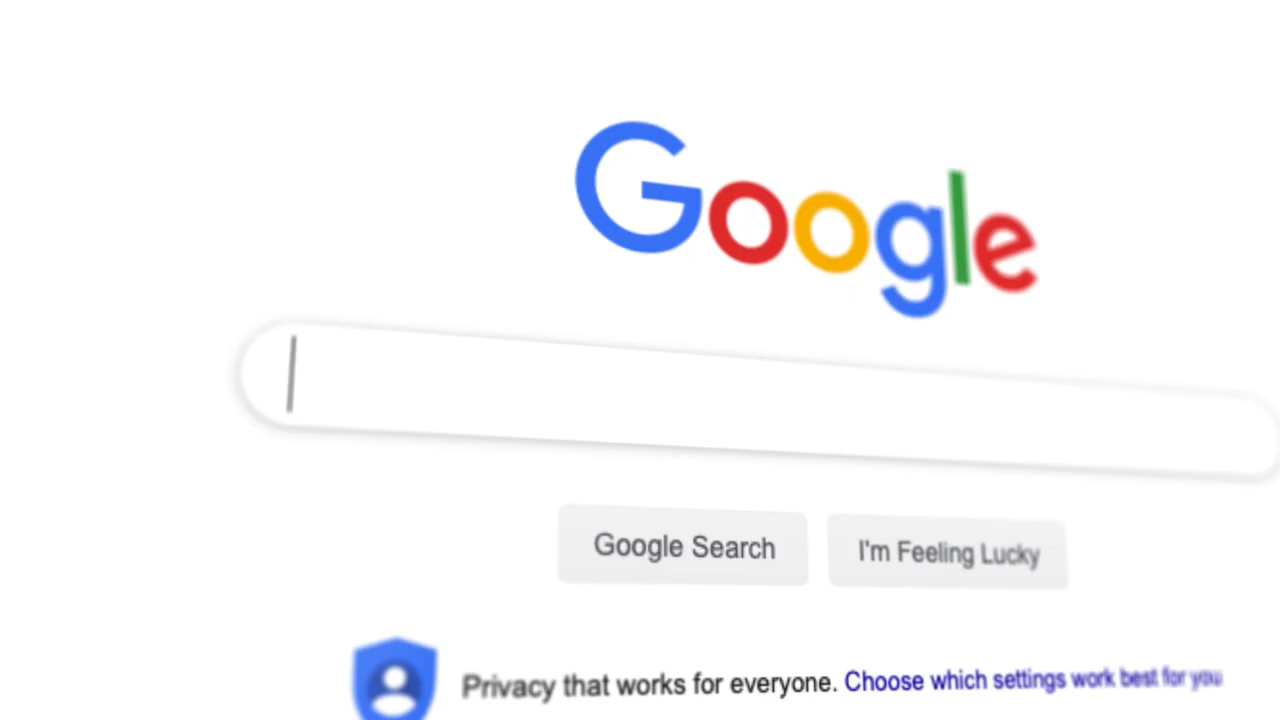 Google
Google Search
I'm Feeling Lucky
Privacy that works for everyone. Choose which settings work best for you